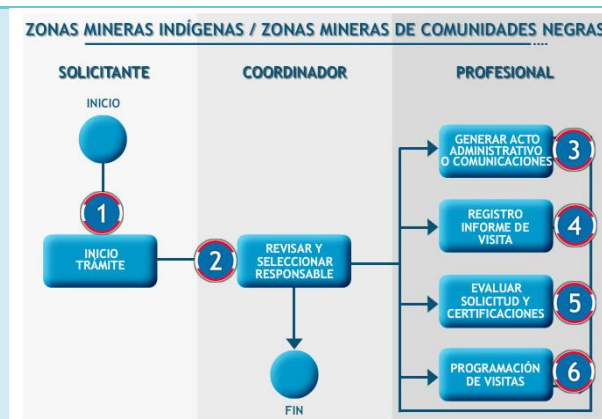 ZONAS MINERAS INDÍGENAS / ZONAS MINERAS DE COMUNIDADES NEGRAS
SOLICITANTE
COORDINADOR
PROFESIONAL
INICIO
1
INICIO
TRÁMITE
2
REVISAR Y
SELECCIONAR
RESPONSABLE
FIN
GENERAR ACTO
ADMINISTRATIVO
O COMUNICACIONES
3
REGISTRO
INFORME DE
VISITA
4
EVALUAR
SOLICITUD Y
CERTIFICACIONES
5
PROGRAMACIÓN
DE VISITAS
6